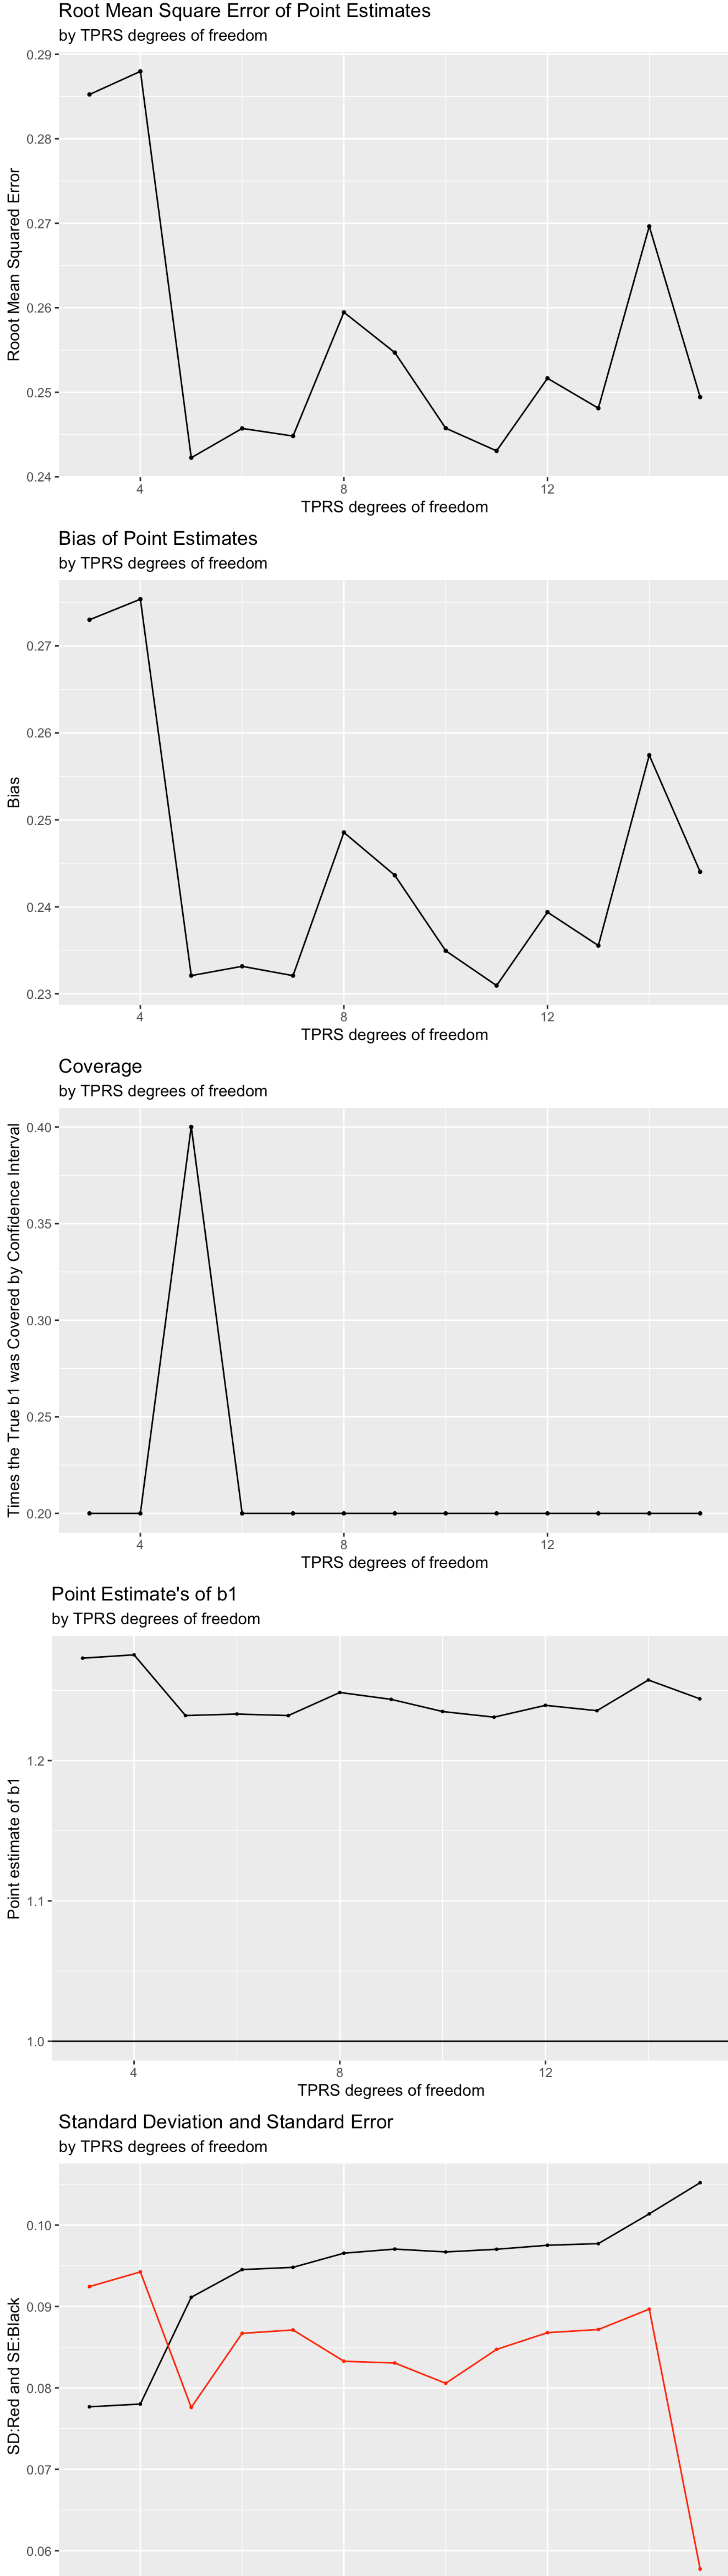 Root Mean Square Error of Point Estimates
by TPRS degrees of freedom
0.29
0.28
0.27
0.26
0.25
0.24
Rooot Mean Squared Error
4
8
12
TPRS degrees of freedom
Bias of Point Estimates
by TPRS degrees of freedom
0.27
0.26
0.25
0.24
0.23
Bias
4
8
12
TPRS degrees of freedom
Coverage
by TPRS degrees of freedom
0.40
0.35
0.30
0.25
0.20
Times the True b1 was Covered by Confidence Interval
4
8
12
TPRS degrees of freedom
Point Estimate's of b1
by TPRS degrees of freedom
1.2
1.1
1.0
Point estimate of b1
4
8
12
TPRS degrees of freedom
Standard Deviation and Standard Error
by TPRS degrees of freedom
0.10
0.09
0.08
0.07
0.06
SD:Red and SE:Black